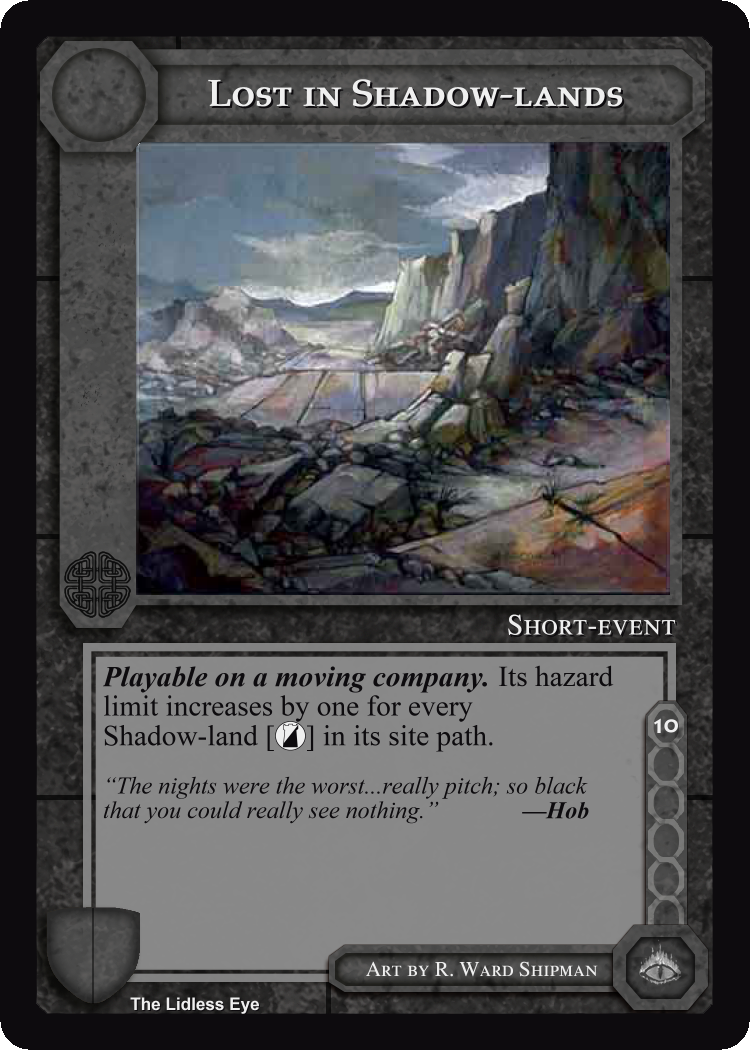 Lost in Shadow-lands
Short-event
Playable on a moving company. Its hazard
limit increases by one for every
Shadow-land [] in its site path.
10
“The nights were the worst...really pitch; so black
that you could really see nothing.” —Hob
Art by R. Ward Shipman
The Lidless Eye